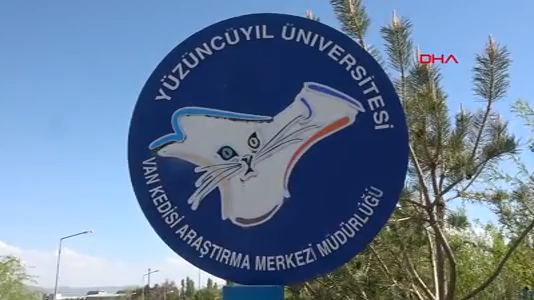 YÜZÜNCÜYIL ÜNİVERSİTESİ
VAN KEDİSİ ARAŞTIRMA MERKEZİ MÜDÜRLÜĞÜ
DHA